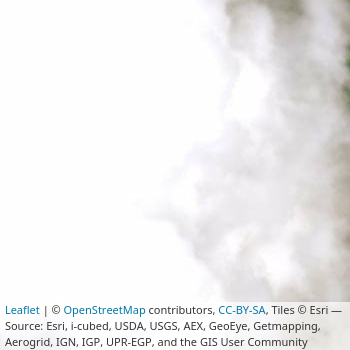 Leaflet | © OpenStreetMap contributors, CC-BY-SA, Tiles © Esri —
Source: Esri, i-cubed, USDA, USGS, AEX, GeoEye, Getmapping,
Aerogrid, IGN, IGP, UPR-EGP, and the GIS User Community